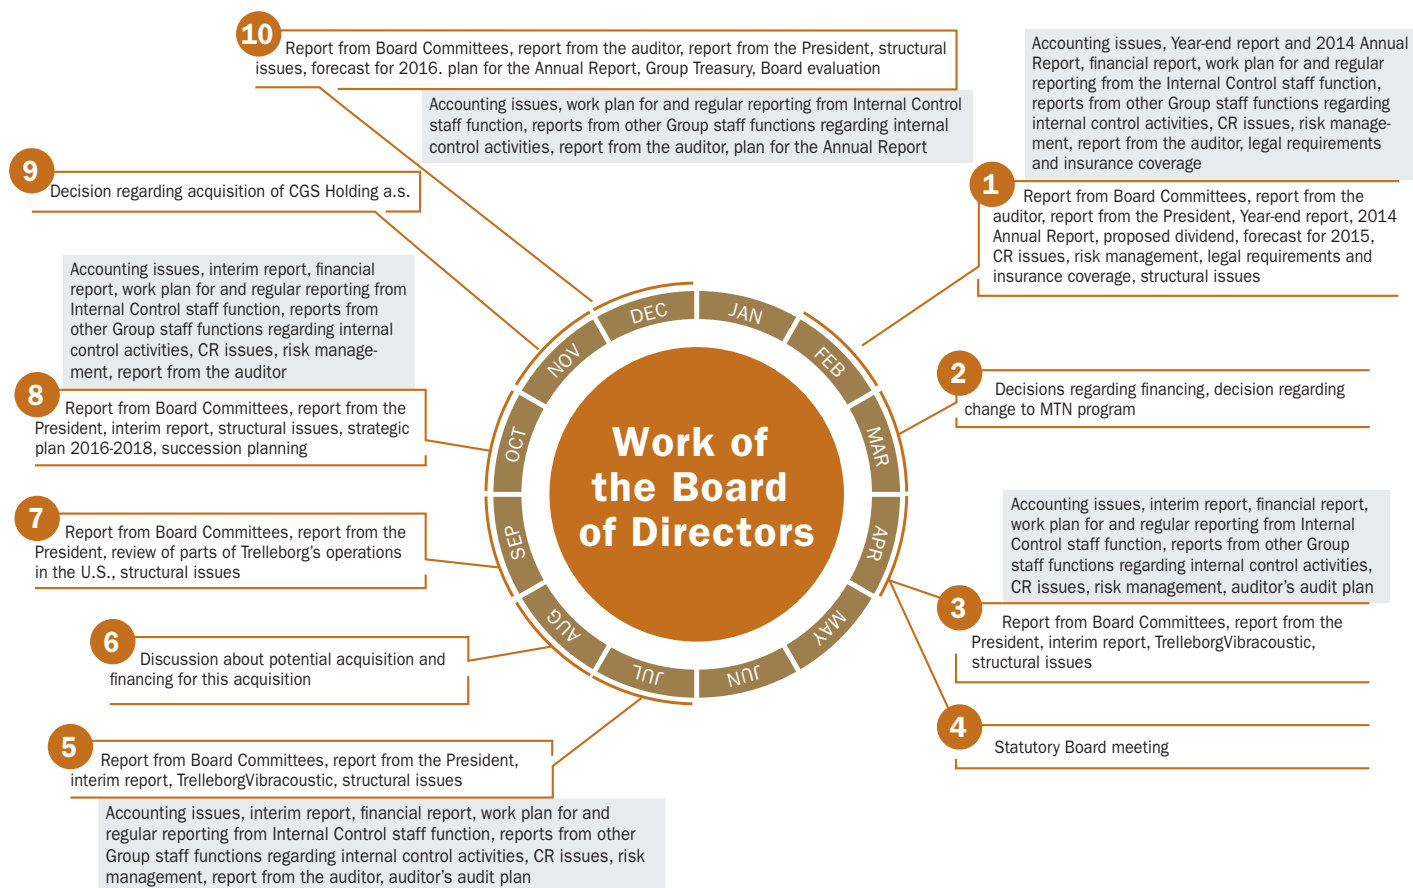 10
Report from Board Committees, report from the auditor, report from the President, structural
issues, forecast for 2016. plan for the Annual Report, Group Treasury, Board evaluation
Accounting issues, work plan for and regular reporting from Internal Control
staff function, reports from other Group staff functions regarding internal
control activities, report from the auditor, plan for the Annual Report
Accounting issues, Year-end report and 2014 Annual
Report, financial report, work plan for and regular
reporting from the Internal Control staff function,
reports from other Group staff functions regarding
internal control activities, CR issues, risk manage-
ment, report from the auditor, legal requirements
and insurance coverage
1
Report from Board Committees, report from the
auditor, report from the President, Year-end report, 2014
Annual Report, proposed dividend, forecast for 2015,
CR issues, risk management, legal requirements and
insurance coverage, structural issues
9
Decision regarding acquisition of CGS Holding a.s.
Accounting issues, interim report, financial
report, work plan for and regular reporting from
Internal Control staff function, reports from
other Group staff functions regarding internal
control activities, CR issues, risk manage-
ment, report from the auditor
8
Report from Board Committees, report from the
President, interim report, structural issues, strategic
plan 2016-2018, succession planning
2
Decisions regarding financing, decision regarding
change to MTN program
JAN
FEB
MAR
APR
MAY
JUN
JUL
AUG
SEP
OCT
NOV
DEC
Work of
the Board
of Directors
7
Report from Board Committees, report from the
President, review of parts of Trelleborg's operations
in the U.S., structural issues
Accounting issues, interim report, financial report,
work plan for and regular reporting from Internal
Control staff function, reports from other Group
staff functions regarding internal control activities,
CR issues, risk management, auditor's audit plan
3
Report from Board Committees, report from the
President, interim report, TrelleborgVibracoustic,
structural issues
6
Discussion about potential acquisition and
financing for this acquisition
4
Statutory Board meeting
5
Report from Board Committees, report from the President,
interim report, TrelleborgVibracoustic, structural issues
Accounting issues, interim report, financial report, work plan for and
regular reporting from Internal Control staff function, reports from other
Group staff functions regarding internal control activities, CR issues, risk
management, report from the auditor, auditor's audit plan